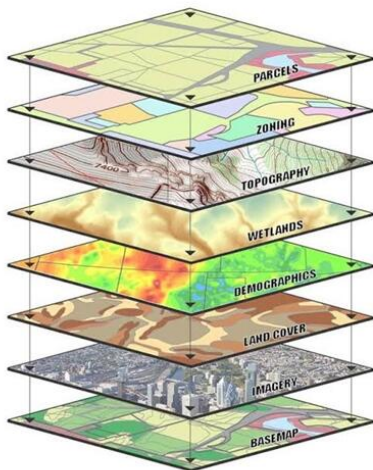 PARCELS
ZONING
TOPOGRAPHY
7400
WETLANDS
DEMOGRAPHICS
LAND COVER
IMAGERY
BASEMAP